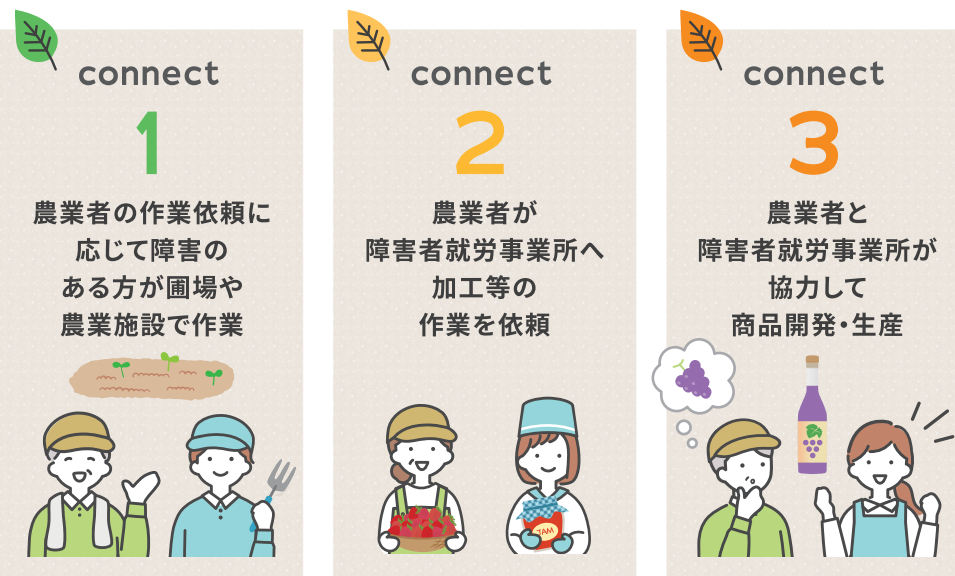 connect
1
農業者の作業依頼に
応じて障害の
ある方が圃場や
農業施設で作業
connect
2
農業者が
障害者就労事業所へ
加工等の
作業を依頼
JAM
connect
3
農業者と
障害者就労事業所が
協力して
商品開発・生産